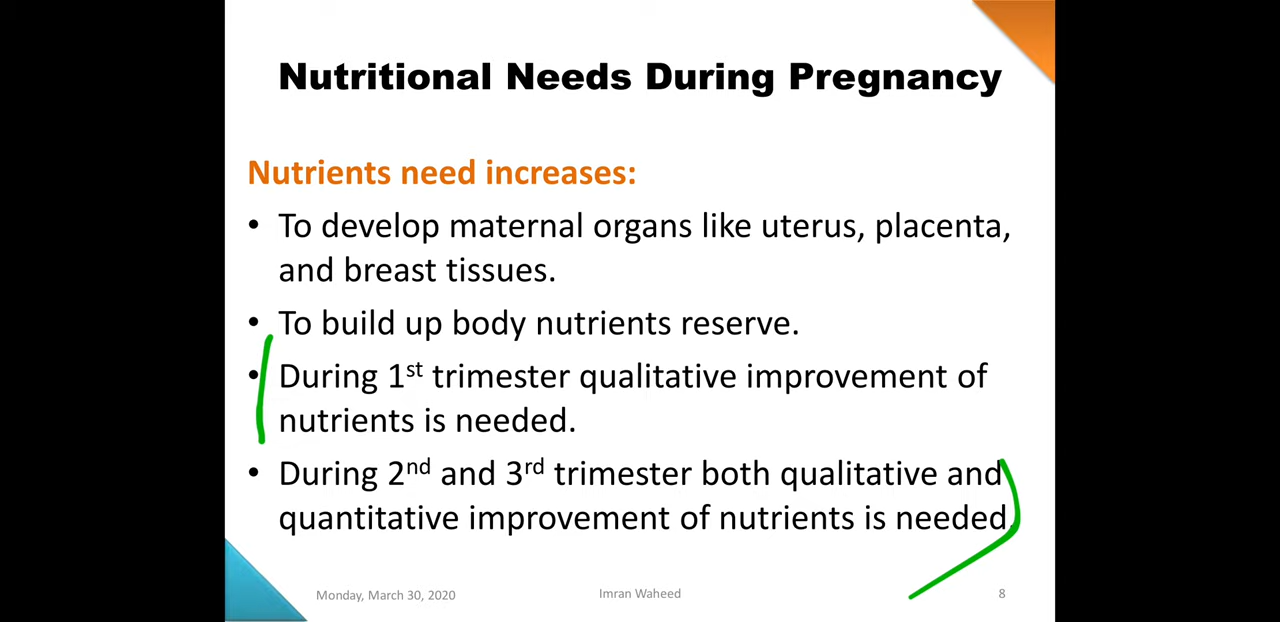 Nutritional Needs During Pregnancy
Nutrients need increases:
• To develop maternal organs like uterus, placenta,
and breast tissues.
• To build up body nutrients reserve.
• During 1st trimester qualitative improvement of
nutrients is needed.
• During 2nd and 3rd trimester both qualitative and
quantitative improvement of nutrients is needed.
Monday, March 30, 2020 Imran Waheed 8